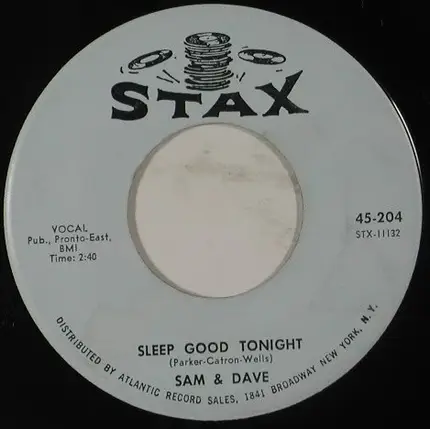 STAX
VOCAL
Pub., Pronto-East,
BMI
Time: 2:40
45-204
STX-11132
SLEEP GOOD TONIGHT
(Parker-Catron-Wells)
SAM & DAVE
DISTRIBUTED BY ATLANTIC RECORD SALES, 1841 BROADWAY NEW YORK, N. Y.